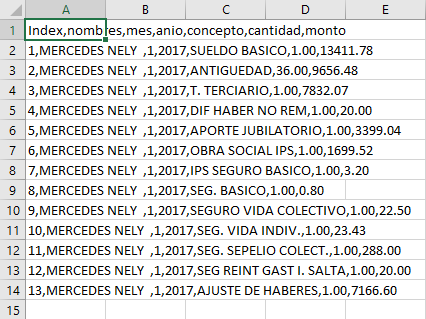 A B C D E
1 Index,nombres,mes,anio,concepto,cantidad,monto
2 1,MERCEDES NELY  ,1,2017,SUELDO BASICO,1.00,13411.78
3 2,MERCEDES NELY  ,1,2017,ANTIGUEDAD,36.00,9656.48
4 3,MERCEDES NELY  ,1,2017,T. TERCIARIO,1.00,7832.07
5 4,MERCEDES NELY  ,1,2017,DIF HABER NO REM,1.00,20.00
6 5,MERCEDES NELY  ,1,2017,APORTE JUBILATORIO,1.00,3399.04
7 6,MERCEDES NELY  ,1,2017,OBRA SOCIAL IPS,1.00,1699.52
8 7,MERCEDES NELY  ,1,2017,IPS SEGURO BASICO,1.00,3.20
9 8,MERCEDES NELY  ,1,2017,SEG. BASICO,1.00,0.80
10 9,MERCEDES NELY  ,1,2017,SEGURO VIDA COLECTIVO,1.00,22.50
11 10,MERCEDES NELY  ,1,2017,SEG. VIDA INDIV.,1.00,23.43
12 11,MERCEDES NELY  ,1,2017,SEG. SEPELIO COLECT.,1.00,288.00
13 12,MERCEDES NELY  ,1,2017,SEG REINT GAST I. SALTA,1.00,20.00
14 13,MERCEDES NELY  ,1,2017,AJUSTE DE HABERES,1.00,7166.60
15